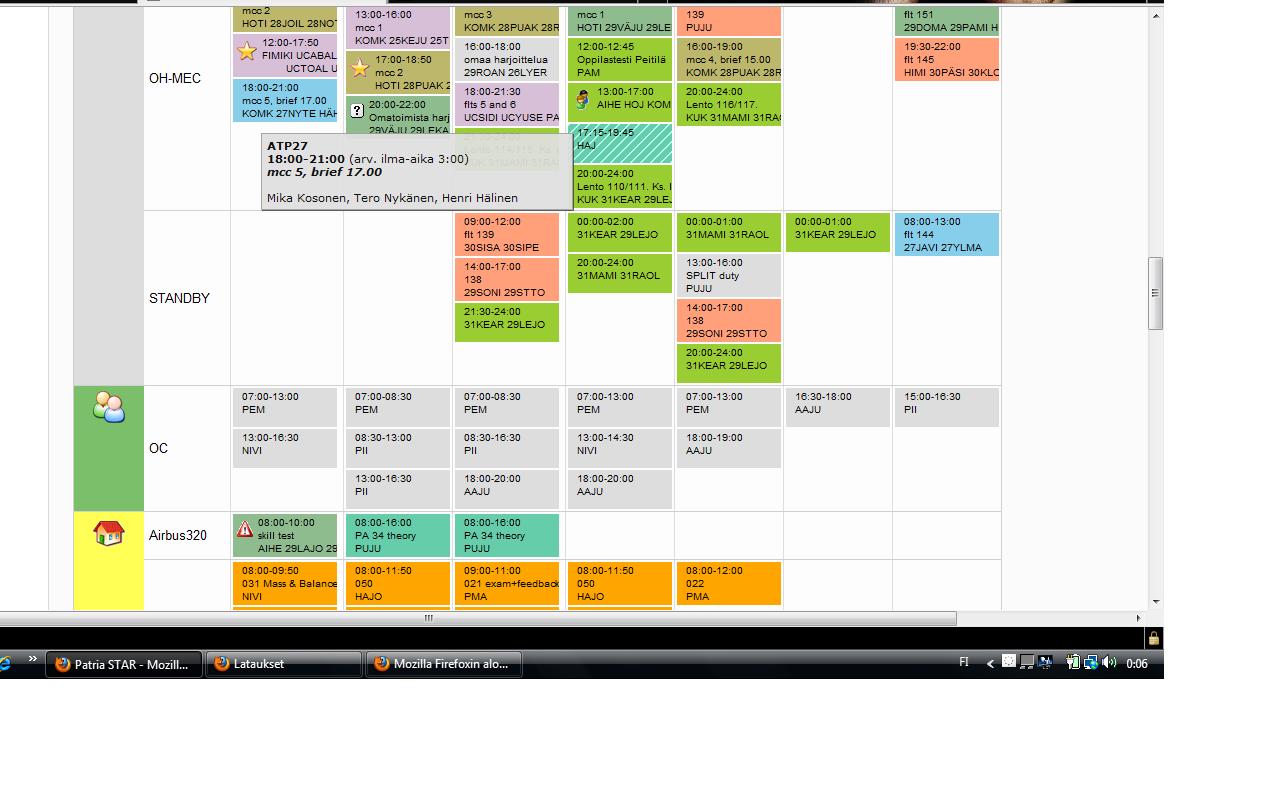 mcc 2
HOTI 28JOIL 28NOT
12:00-17:50
FIMIKI UCABAL
UCTOAL U
18:00-21:00
mcc 5, brief 17.00
KOMK 27NYTE HÄH
13:00-16:00
mcc 1
KOMK 25KEJU 25T
17:00-18:50
mcc 2
HOTI 28PUAK 2
20:00-22:00
Omatoimista harj
29VÄJU 29LEKA
mcc 3
KOMK 28PUAK 28R
16:00-18:00
omaa harjoittelua
29ROAN 26LYER
18:00-21:30
flts 5 and 6
UCSIDI UCYUSE PA
mcc 1
HOTI 29VÄJU 29LE
12:00-12:45
Oppilastesti Peitilä
PAM
13:00-17:00
AIHE HOJ KOM
17:15-19:45
HAJ
20:00-24:00
Lento 110/111. Ks. l
KUK 31KEAR 29LEJ
139
PUJU
16:00-19:00
mcc 4, brief 15.00
KOMK 28PUAK 28R
20:00-24:00
Lento 116/117.
KUK 31MAMI 31RAO
flt 151
29DOMA 29PAMI H
19:30-22:00
flt 145
HIMI 30PÄSI 30KLO
OH-MEC
ATP27
18:00-21:00 (arv. ilma-aika 3:00)
mcc 5, brief 17.00
Mika Kosonen, Tero Nykänen, Henri Hälinen
STANDBY
09:00-12:00
flt 139
30SISA 30SIPE
14:00-17:00
138
29SONI 29STTO
21:30-24:00
31KEAR 29LEJO
00:00-02:00
31KEAR 29LEJO
20:00-24:00
31MAMI 31RAOL
00:00-01:00
31MAMI 31RAOL
13:00-16:00
SPLIT duty
PUJU
14:00-17:00
138
29SONI 29STTO
20:00-24:00
31KEAR 29LEJO
00:00-01:00
31KEAR 29LEJO
08:00-13:00
flt 144
27JAVI 27YLMA
OC
07:00-13:00
PEM
13:00-16:30
NIVI
07:00-08:30
PEM
08:30-13:00
PII
13:00-16:30
PII
07:00-08:30
PEM
08:30-16:30
PII
18:00-20:00
AAJU
07:00-13:00
PEM
13:00-14:30
NIVI
18:00-20:00
AAJU
07:00-13:00
PEM
18:00-19:00
AAJU
16:30-18:00
AAJU
15:00-16:30
PII
Airbus320
08:00-10:00
skill test
AIHE 29LAJO 29
08:00-16:00
PA 34 theory
PUJU
08:00-16:00
PA 34 theory
PUJU
08:00-09:50
031 Mass & Balance
NIVI
08:00-11:50
050
HAJO
09:00-11:00
021 exam+feedback
PMA
08:00-11:50
050
HAJO
08:00-12:00
022
PMA
Patria STAR - Mozill...
Lataukset
Mozilla Firefoxin alo...
FI
0:06